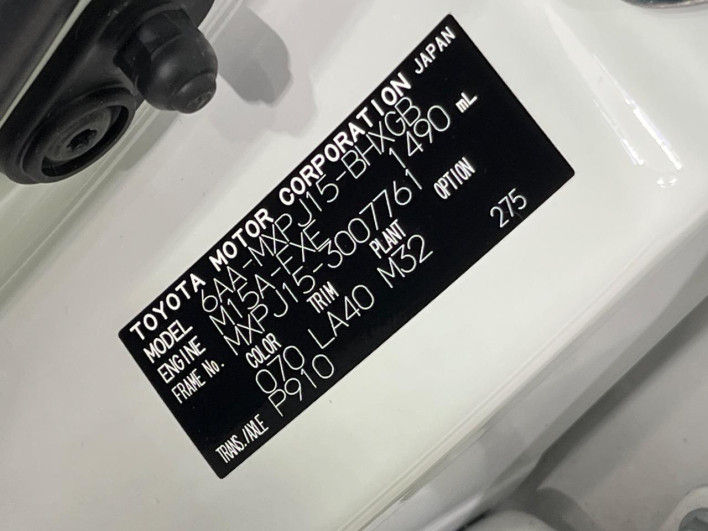 TOYOTA MOTOR CORPORATION JAPAN
MODEL 6AA-MXPJ15-BHXGB
ENGINE M15A-FXE 1490 mL
FRAME No. MXPJ15-3007761
COLOR TRIM PLANT OPTION
070 LA40 M32 275
TRANS./AXLE P910